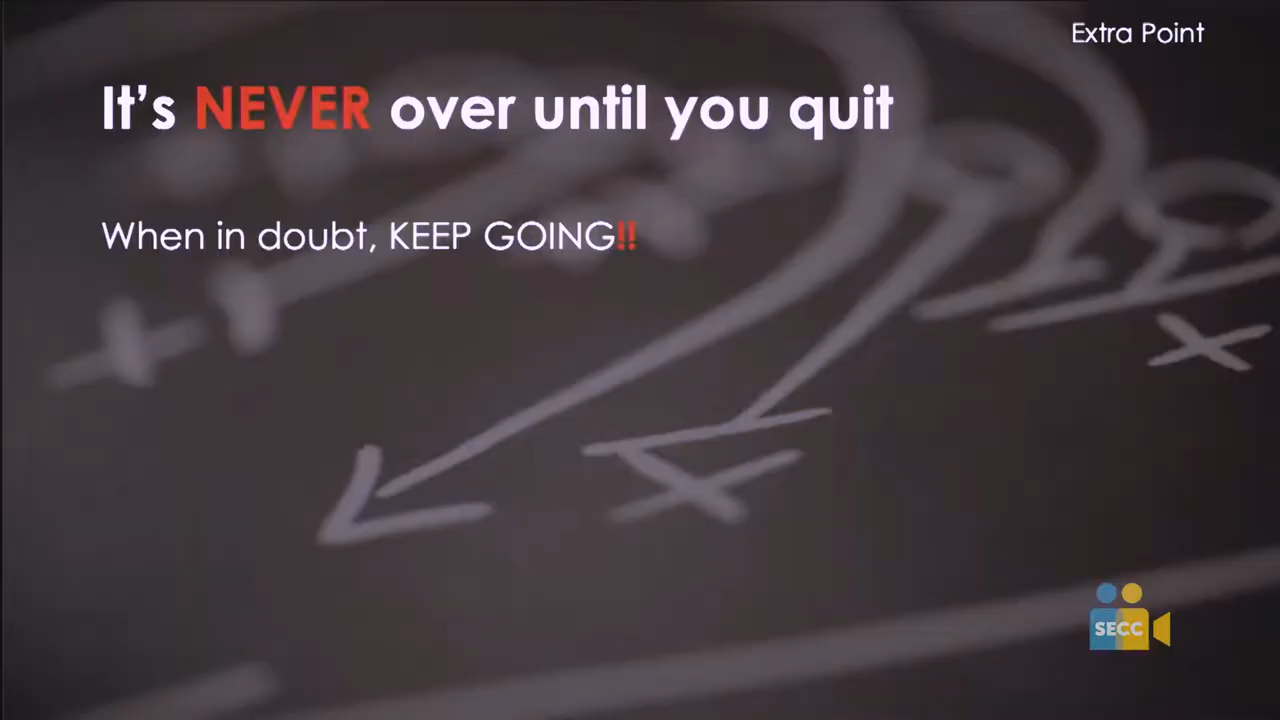 Extra Point
It's NEVER over until you quit
When in doubt, KEEP GOING!!
SECC